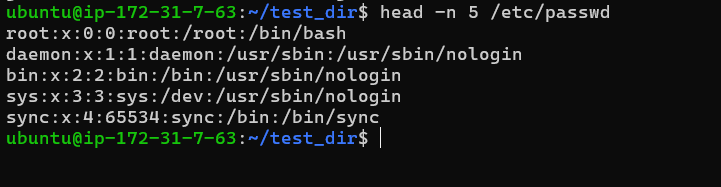 ubuntu@ip-172-31-7-63:~/test_dir$ head -n 5 /etc/passwd
root:x:0:0:root:/root:/bin/bash
daemon:x:1:1:daemon:/usr/sbin:/usr/sbin/nologin
bin:x:2:2:bin:/bin:/usr/sbin/nologin
sys:x:3:3:sys:/dev:/usr/sbin/nologin
sync:x:4:65534:sync:/bin:/bin/sync
ubuntu@ip-172-31-7-63:~/test_dir$